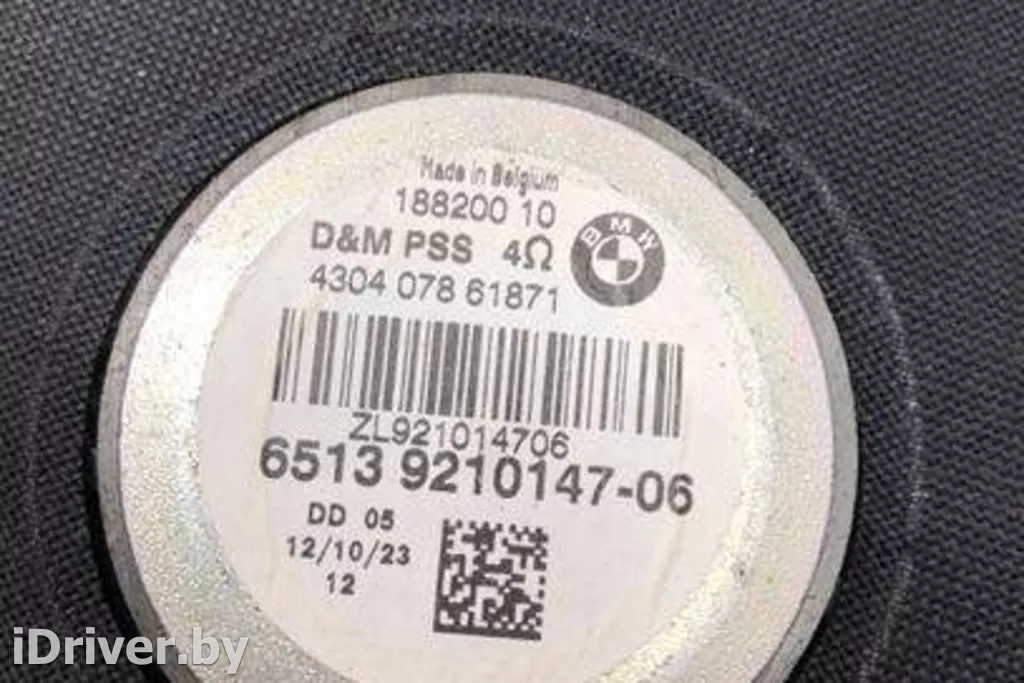 Made in Belgium
188200 10
D&M PSS 4Ω
BMW
4304 078 61871
ZL921014706
6513 9210147-06
DD 05
12/10/23
12
iDriver.by